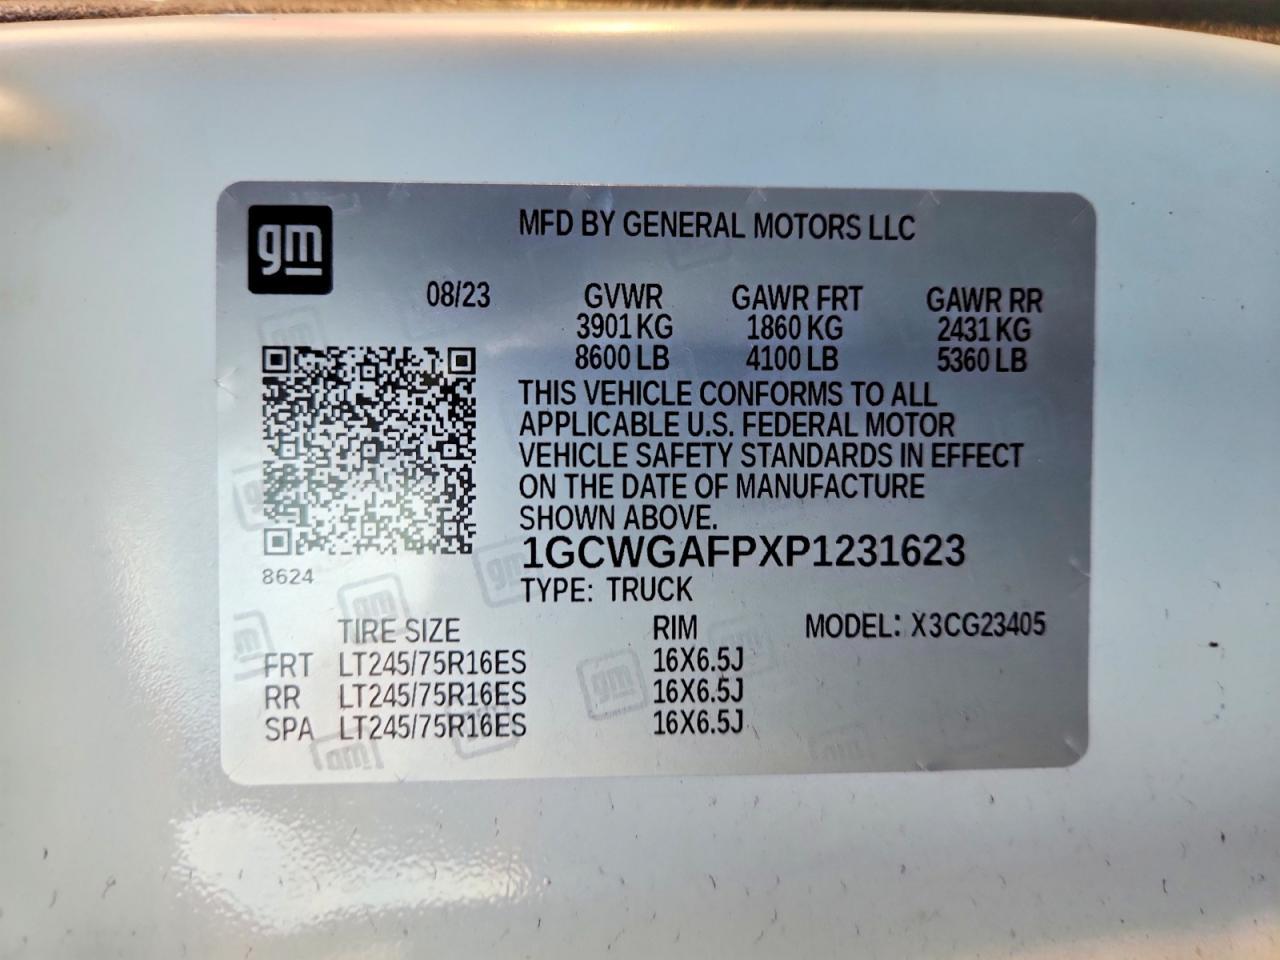 gm
MFD BY GENERAL MOTORS LLC
08/23
GVWR GAWR FRT GAWR RR
3901 KG 1860 KG 2431 KG
8600 LB 4100 LB 5360 LB
THIS VEHICLE CONFORMS TO ALL
APPLICABLE U.S. FEDERAL MOTOR
VEHICLE SAFETY STANDARDS IN EFFECT
ON THE DATE OF MANUFACTURE
SHOWN ABOVE.
1GCWGAFPXP1231623
8624
TYPE: TRUCK
TIRE SIZE RIM MODEL: X3CG23405
FRT LT245/75R16ES 16X6.5J
RR LT245/75R16ES 16X6.5J
SPA LT245/75R16ES 16X6.5J